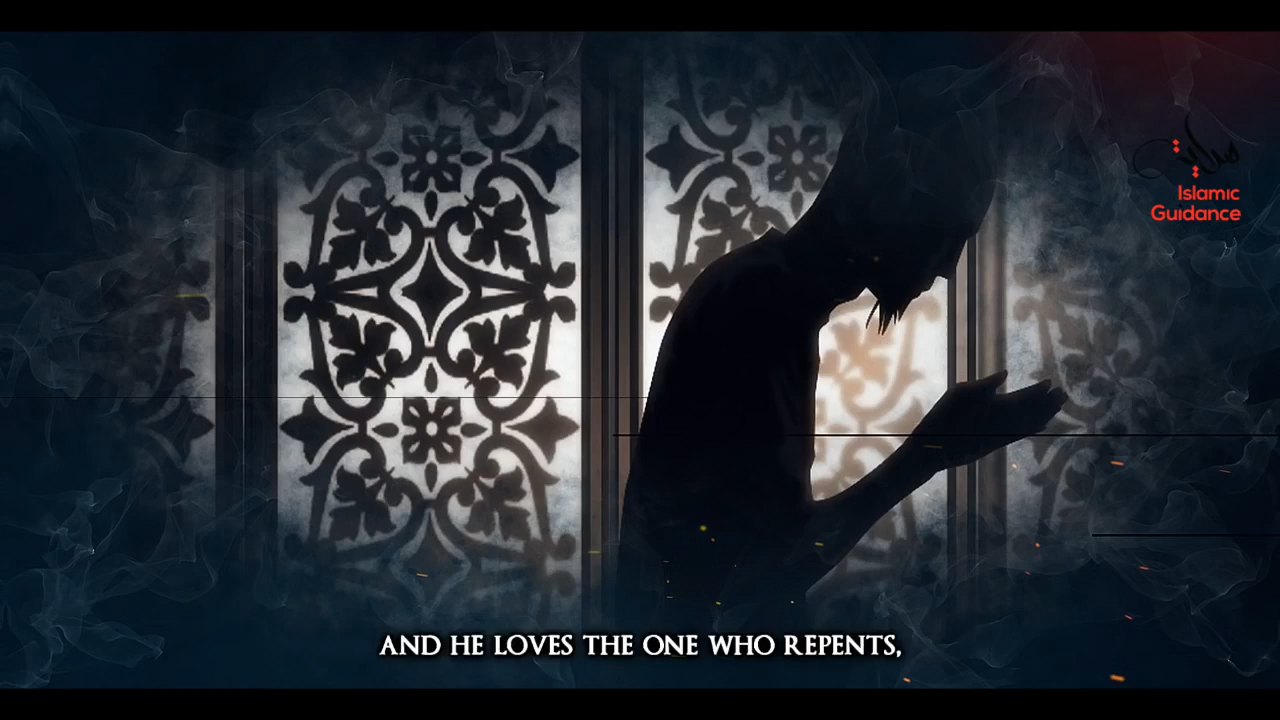 Islamic
Guidance
AND HE LOVES THE ONE WHO REPENTS,